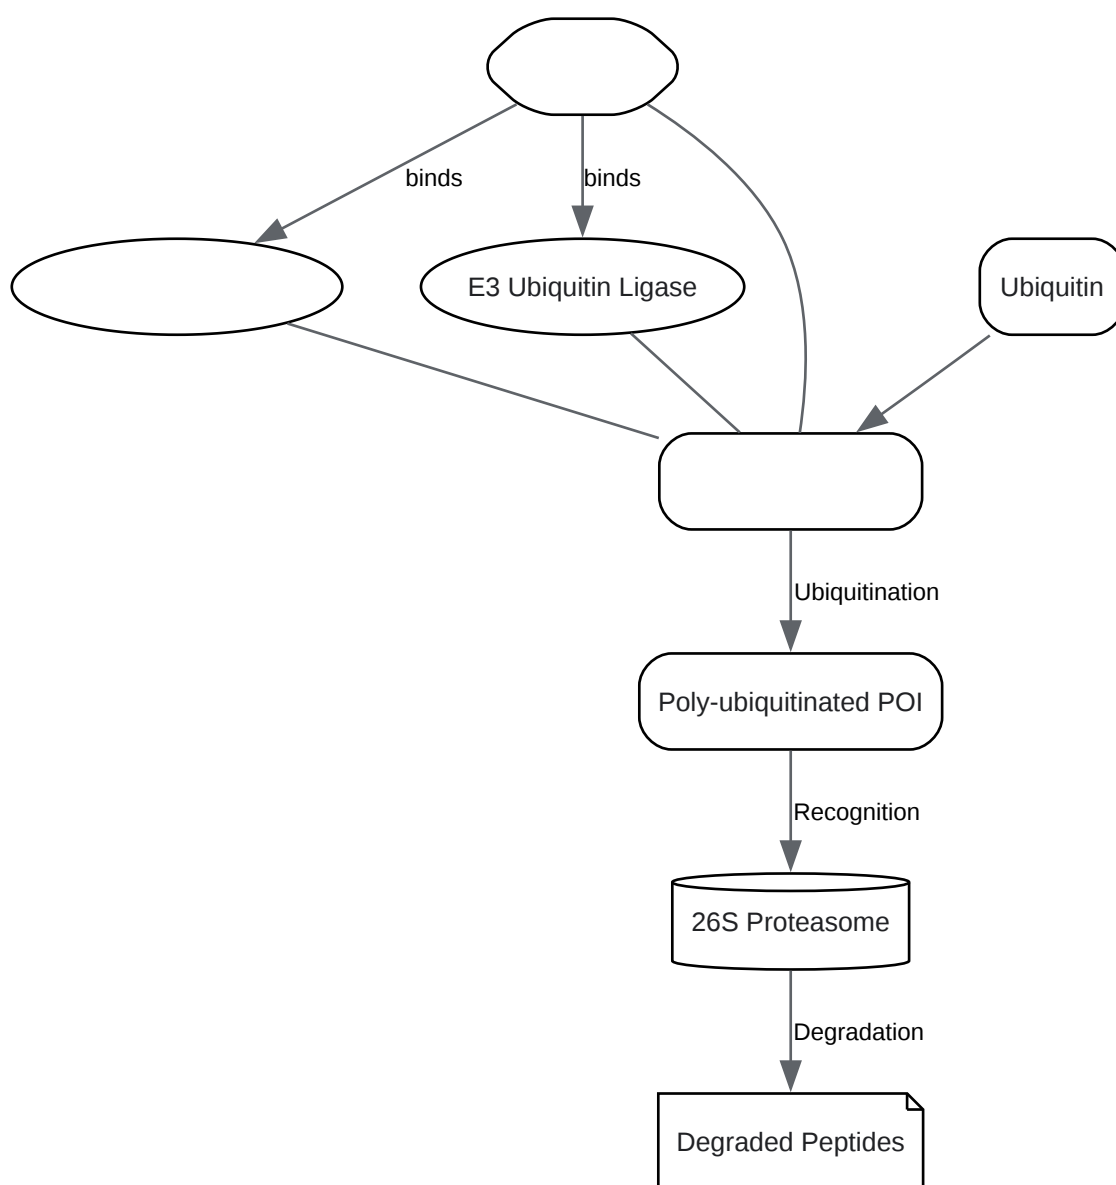 binds
binds
E3 Ubiquitin Ligase
Ubiquitin
Ubiquitination
Poly-ubiquitinated POI
Recognition
26S Proteasome
Degradation
Degraded Peptides